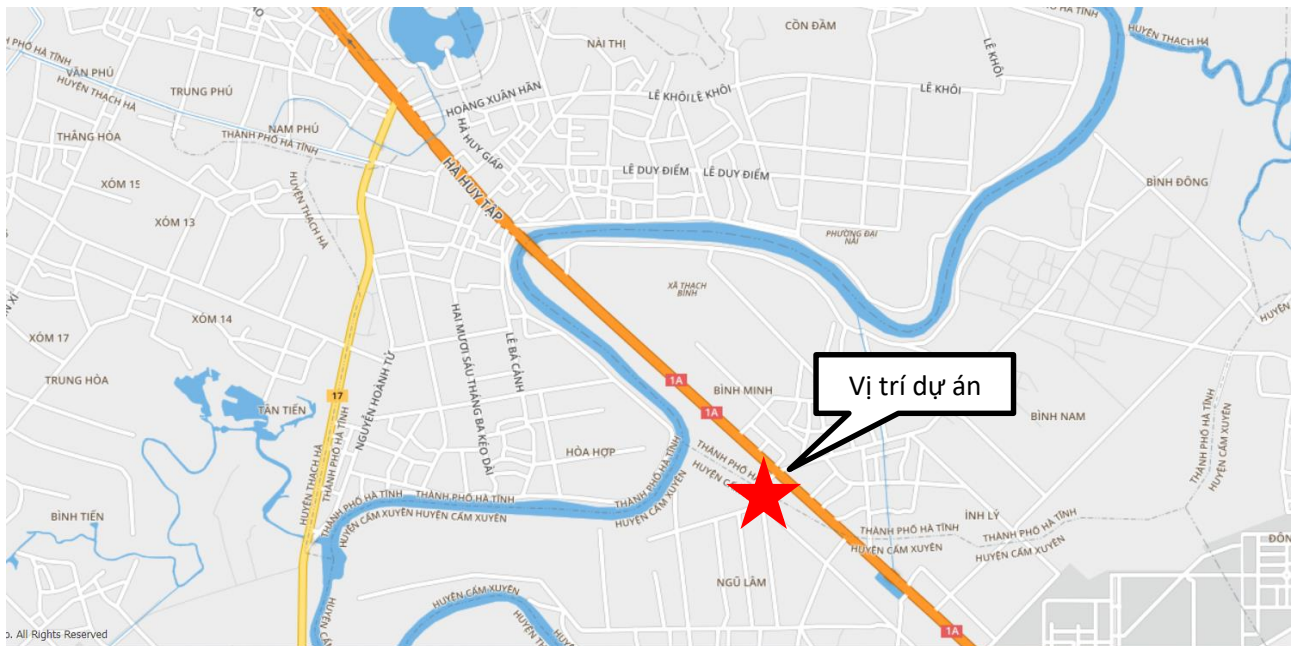 CỒN ĐẦM
NÀI THỊ
HUYỆN THẠCH HÀ
VĂN PHÚ
HUYỆN THẠCH HÀ
TRUNG PHÚ
LÊ KHÔI
LÊ KHÔI
LÊ KHÔI
LÊ KHÔI
HOÀNG XUÂN HÃN
HÀ HUY GIÁP
NAM PHÚ
THÀNH PHỐ HÀ TĨNH
THẮNG HÒA
HÀ HUY TẬP
LÊ DUY ĐIỂM
LÊ DUY ĐIỂM
BÌNH ĐÔNG
XÓM 15
HUYỆN THẠCH HÀ
XÓM 13
PHƯỜNG ĐẠI
NÀI
XÃ THẠCH
BÌNH
XÓM 14
XÓM 17
LÊ BÁ CẢNH
HAI MƯƠI SÁU THÁNG BA KÉO DÀI
NGUYỄN HOÀNH TỪ
TRUNG HÒA
TÂN TIẾN
17
1A
1A
BÌNH MINH
Vị trí dự án
BÌNH NAM
HÒA HỢP
THÀNH PHỐ HÀ TĨNH
HUYỆN CẨM XUYÊN
THÀNH PHỐ HÀ TĨNH
HUYỆN CẨM XUYÊN
HUYỆN THẠCH HÀ
THÀNH PHỐ HÀ TĨNH
THÀNH PHỐ HÀ TĨNH
THÀNH PHỐ HÀ TĨNH
HUYỆN CẨM XUYÊN
HUYỆN CẨM XUYÊN
BÌNH TIẾN
ỈNH LÝ
THÀNH PHỐ HÀ TĨNH
HUYỆN CẨM XUYÊN
THÀNH PHỐ HÀ TĨNH
HUYỆN CẨM XUYÊN
NGŨ LÂM
HUYỆN CẨM XUYÊN
1A
All Rights Reserved